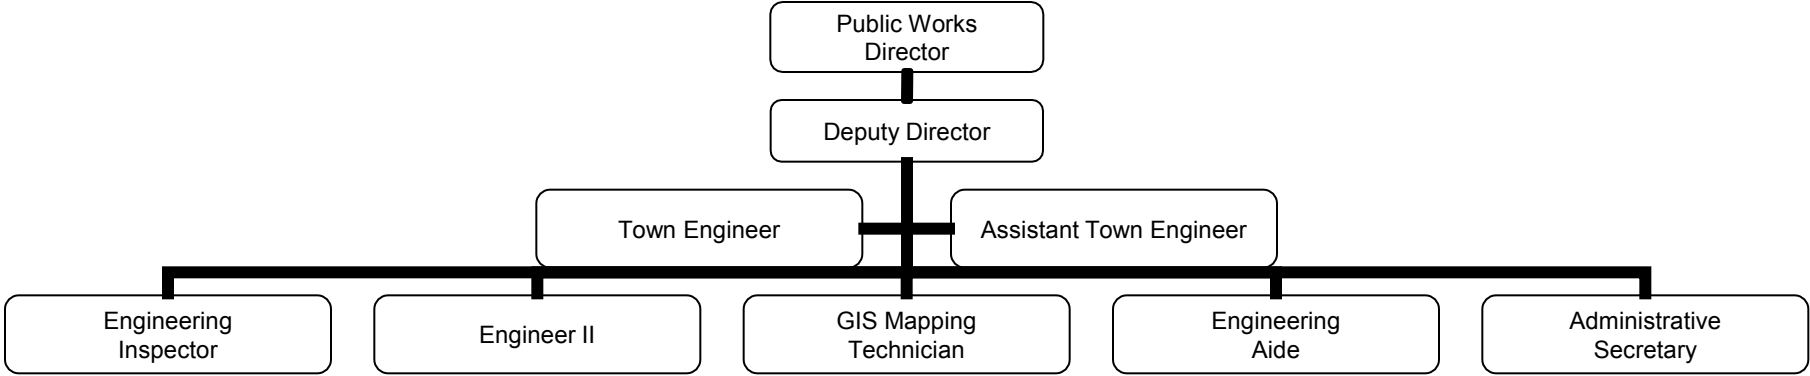 Public Works
Director
Deputy Director
Town Engineer
Assistant Town Engineer
Engineering
Inspector
Engineer II
GIS Mapping
Technician
Engineering
Aide
Administrative
Secretary